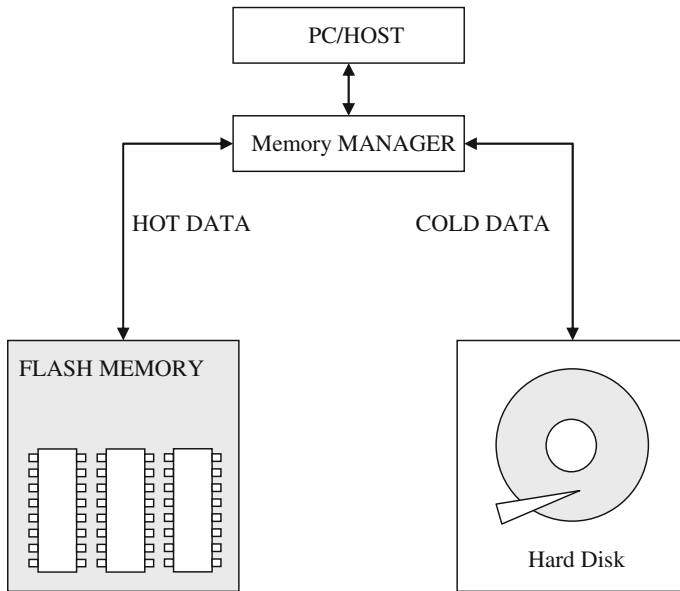 PC/HOST
Memory MANAGER
HOT DATA
COLD DATA
FLASH MEMORY
Hard Disk